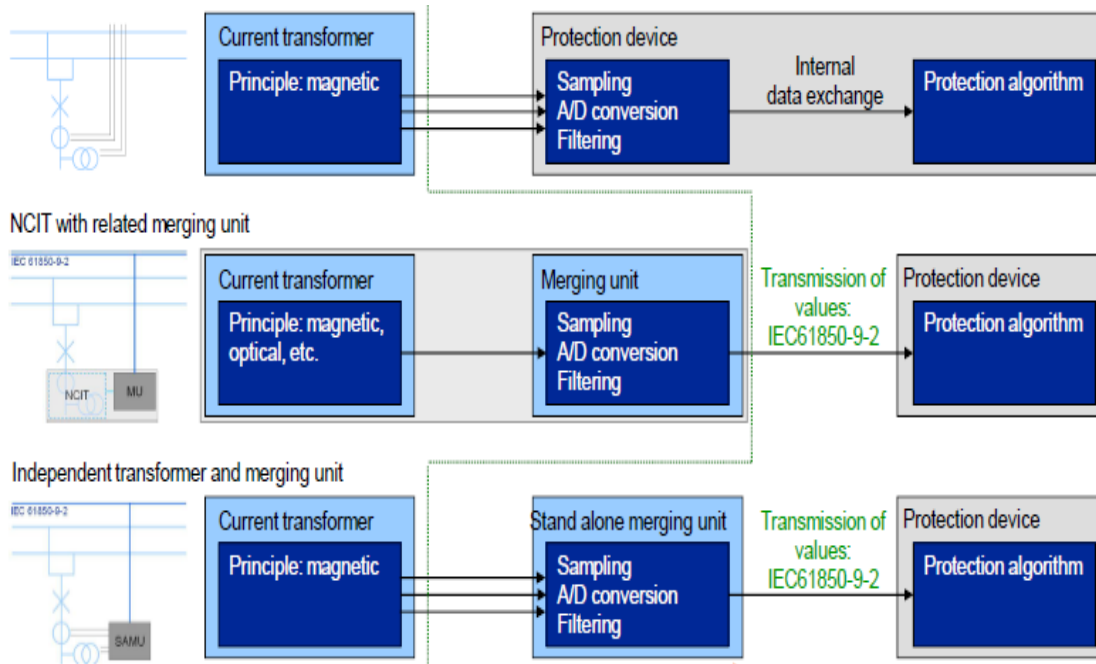 Current transformer
Principle: magnetic
Protection device
Sampling
A/D conversion
Filtering
Internal
data exchange
Protection algorithm
NCIT with related merging unit
IEC 61850-9-2
NCIT
MU
Current transformer
Principle: magnetic,
optical, etc.
Merging unit
Sampling
A/D conversion
Filtering
Transmission of
values:
IEC61850-9-2
Protection device
Protection algorithm
Independent transformer and merging unit
IEC 61850-9-2
SAMU
Current transformer
Principle: magnetic
Stand alone merging unit
Sampling
A/D conversion
Filtering
Transmission of
values:
IEC61850-9-2
Protection device
Protection algorithm